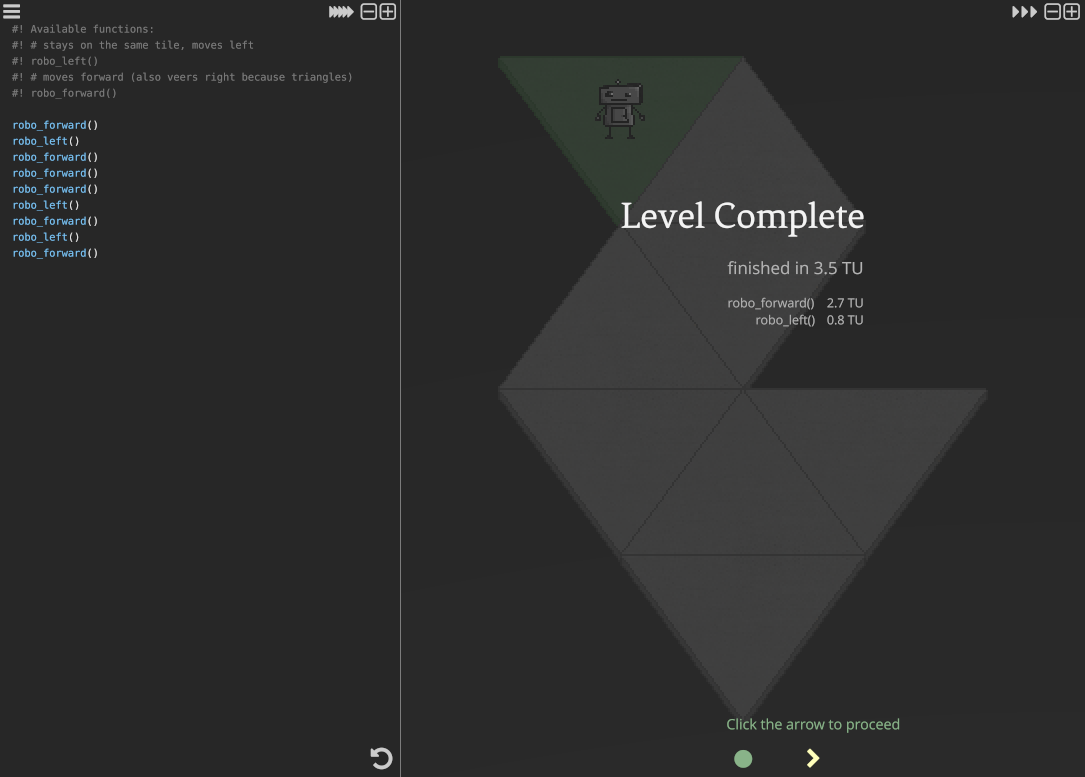 #! Available functions:
#! # stays on the same tile, moves left
#! robo_left()
#! # moves forward (also veers right because triangles)
#! robo_forward()
robo_forward()
robo_left()
robo_forward()
robo_forward()
robo_forward()
robo_left()
robo_forward()
robo_left()
robo_forward()
Level Complete
finished in 3.5 TU
robo_forward() 2.7 TU
robo_left() 0.8 TU
Click the arrow to proceed